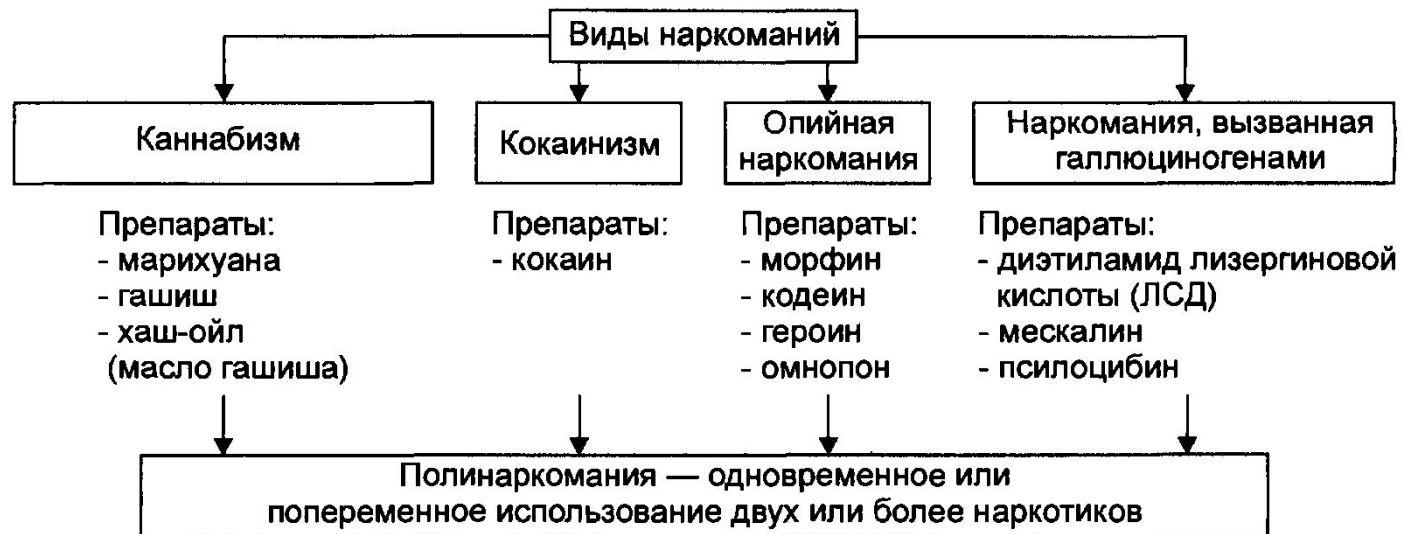 Виды наркоманий
Каннабизм
Кокаинизм
Опийная
наркомания
Наркомания, вызванная
галлюциногенами
Препараты:
- марихуана
- гашиш
- хаш-ойл
(масло гашиша)
Препараты:
- кокаин
Препараты:
- морфин
- кодеин
- героин
- омнопон
Препараты:
- диэтиламид лизергиновой
кислоты (ЛСД)
- мескалин
- псилоцибин
Полинаркомания — одновременное или
попеременное использование двух или более наркотиков